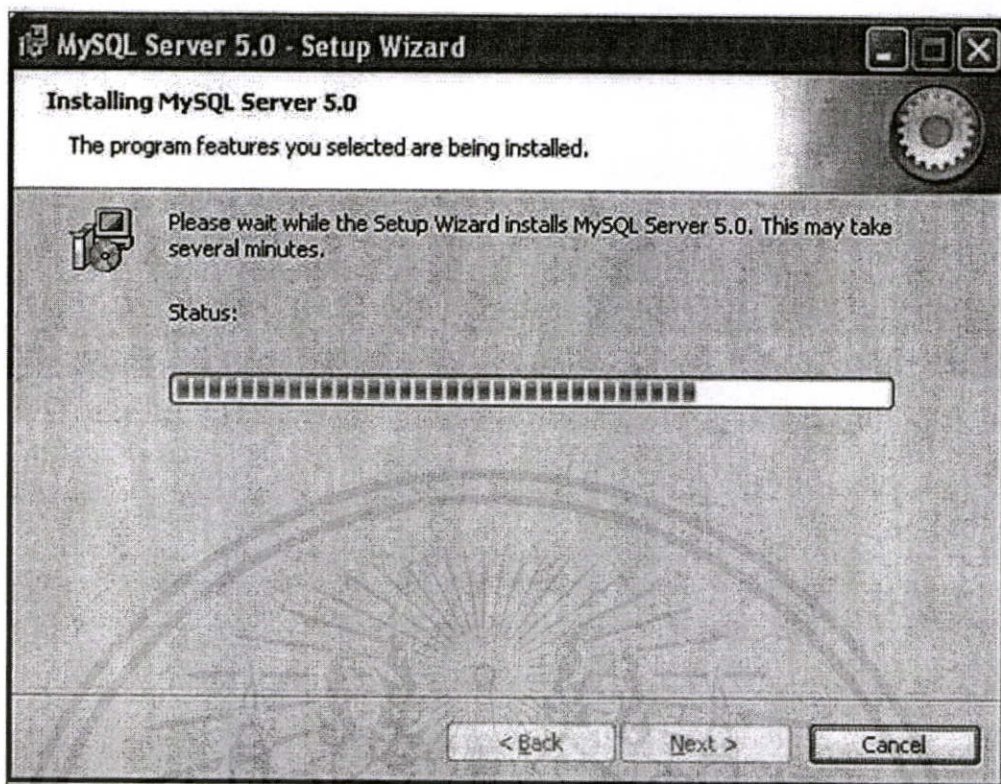 MySQL Server 5.0 - Setup Wizard
Installing MySQL Server 5.0
The program features you selected are being installed.
Please wait while the Setup Wizard installs MySQL Server 5.0. This may take
several minutes.
Status:
< Back
Next >
Cancel